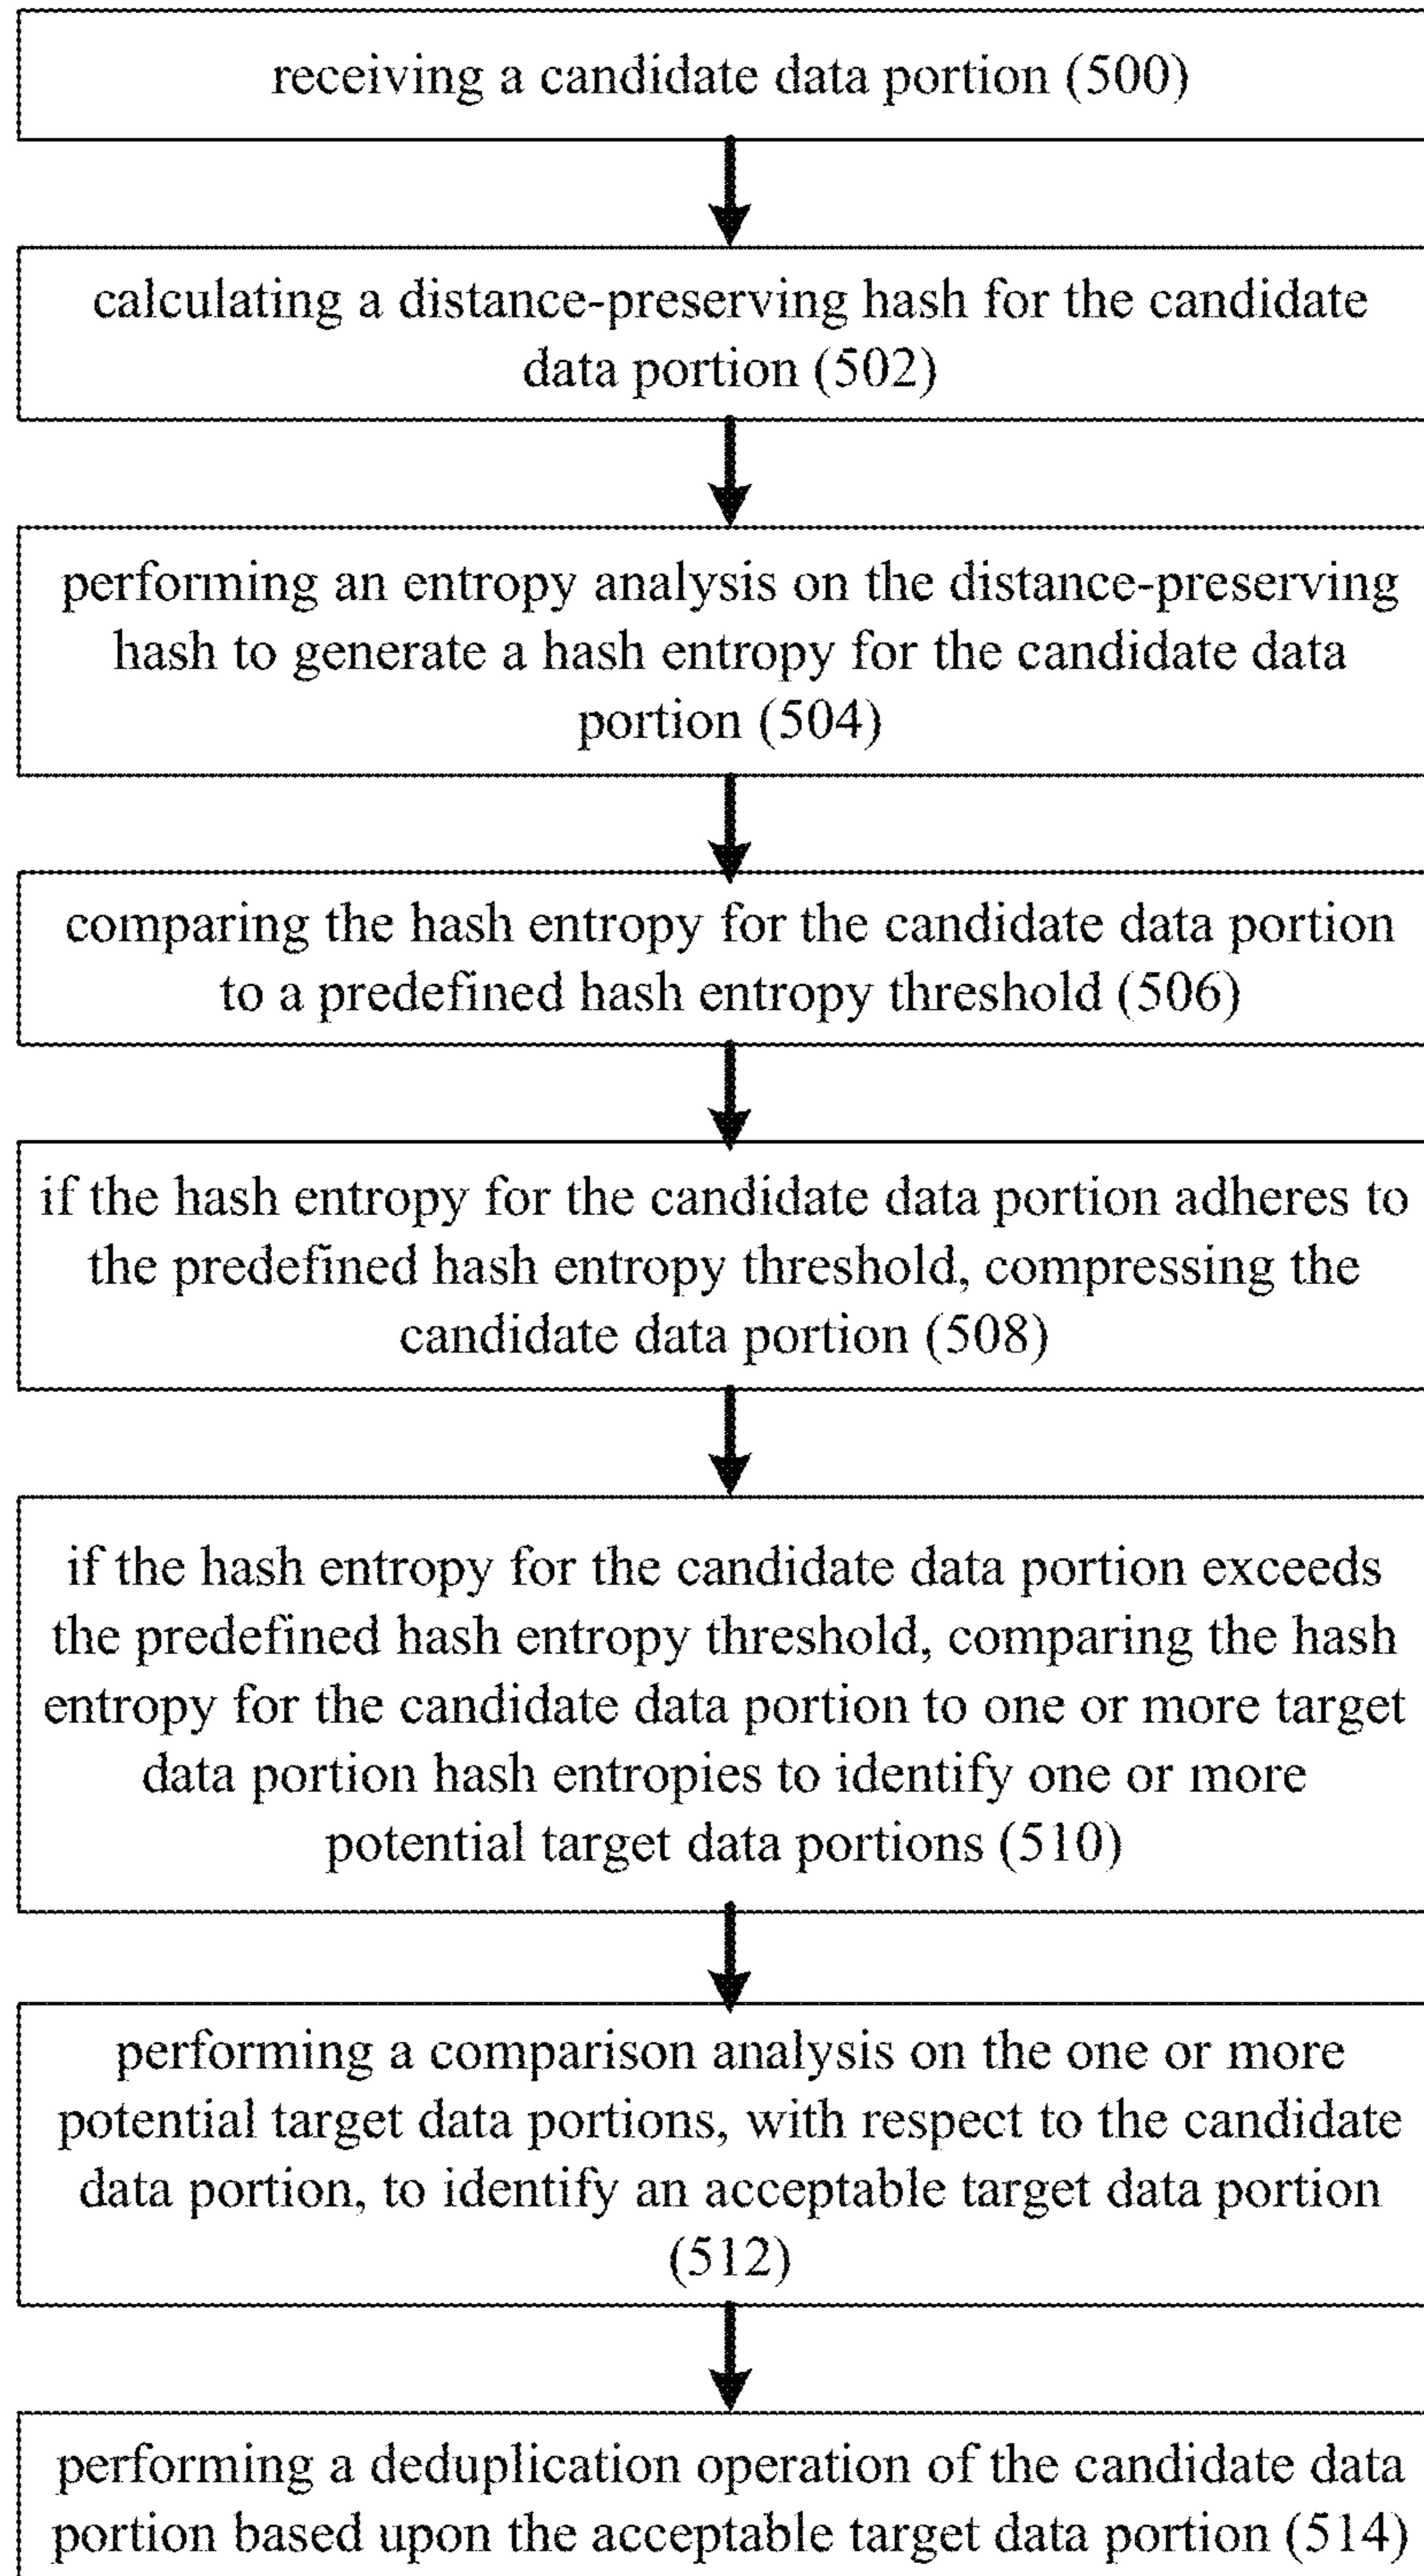 receiving a candidate data portion (500)
calculating a distance-preserving hash for the candidate
data portion (502)
performing an entropy analysis on the distance-preserving
hash to generate a hash entropy for the candidate data
portion (504)
comparing the hash entropy for the candidate data portion
to a predefined hash entropy threshold (506)
if the hash entropy for the candidate data portion adheres to
the predefined hash entropy threshold, compressing the
candidate data portion (508)
if the hash entropy for the candidate data portion exceeds
the predefined hash entropy threshold, comparing the hash
entropy for the candidate data portion to one or more target
data portion hash entropies to identify one or more
potential target data portions (510)
performing a comparison analysis on the one or more
potential target data portions, with respect to the candidate
data portion, to identify an acceptable target data portion
(512)
performing a deduplication operation of the candidate data
portion based upon the acceptable target data portion (514)